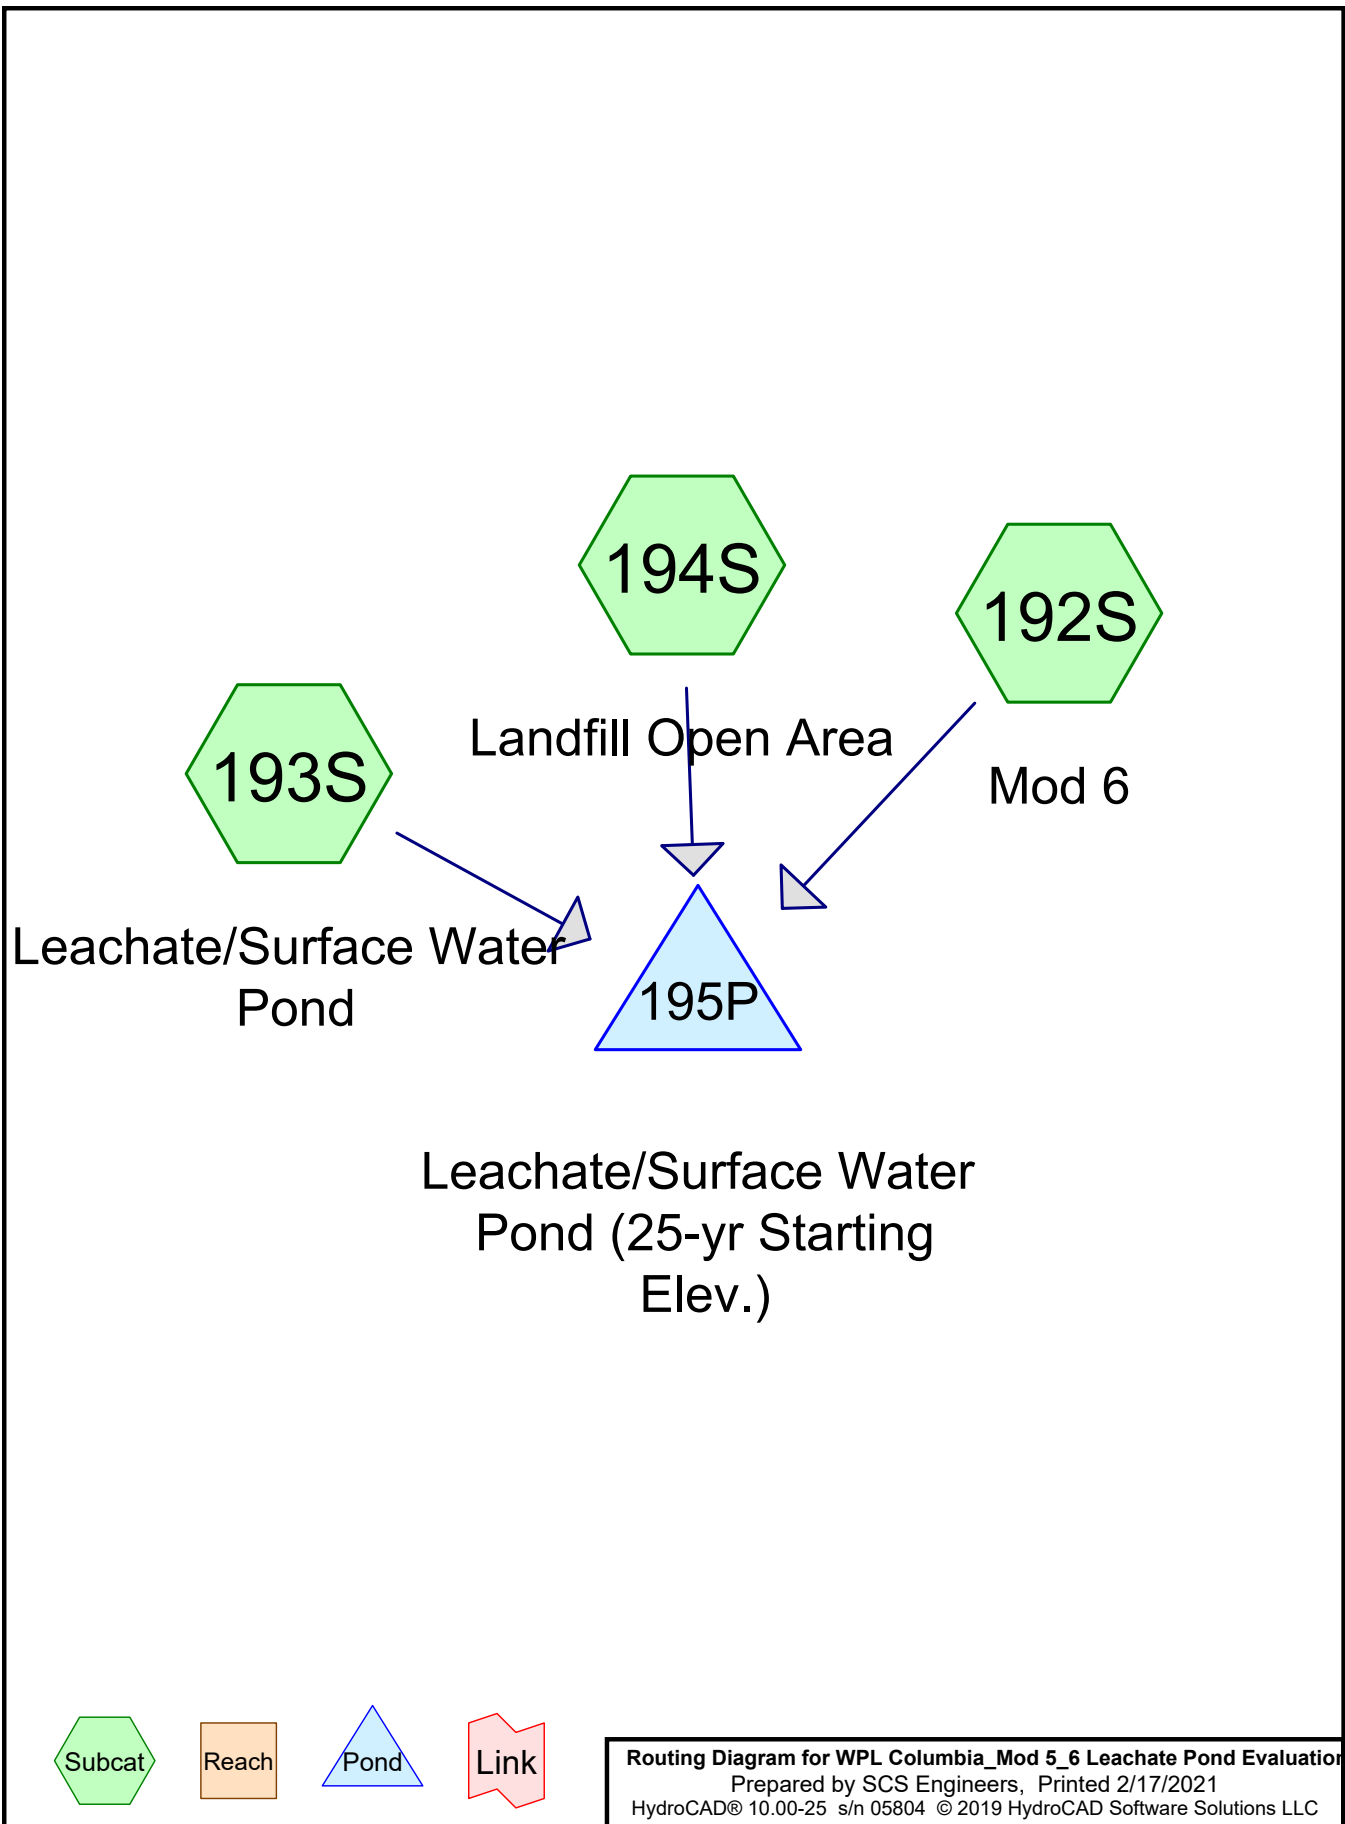 194S
192S
Landfill Open Area
193S
Mod 6
Leachate/Surface Water
Pond
195P
Leachate/Surface Water
Pond (25-yr Starting
Elev.)
Subcat
Reach
Pond
Link
Routing Diagram for WPL Columbia_Mod 5_6 Leachate Pond Evaluation
Prepared by SCS Engineers, Printed 2/17/2021
HydroCAD® 10.00-25 s/n 05804 © 2019 HydroCAD Software Solutions LLC